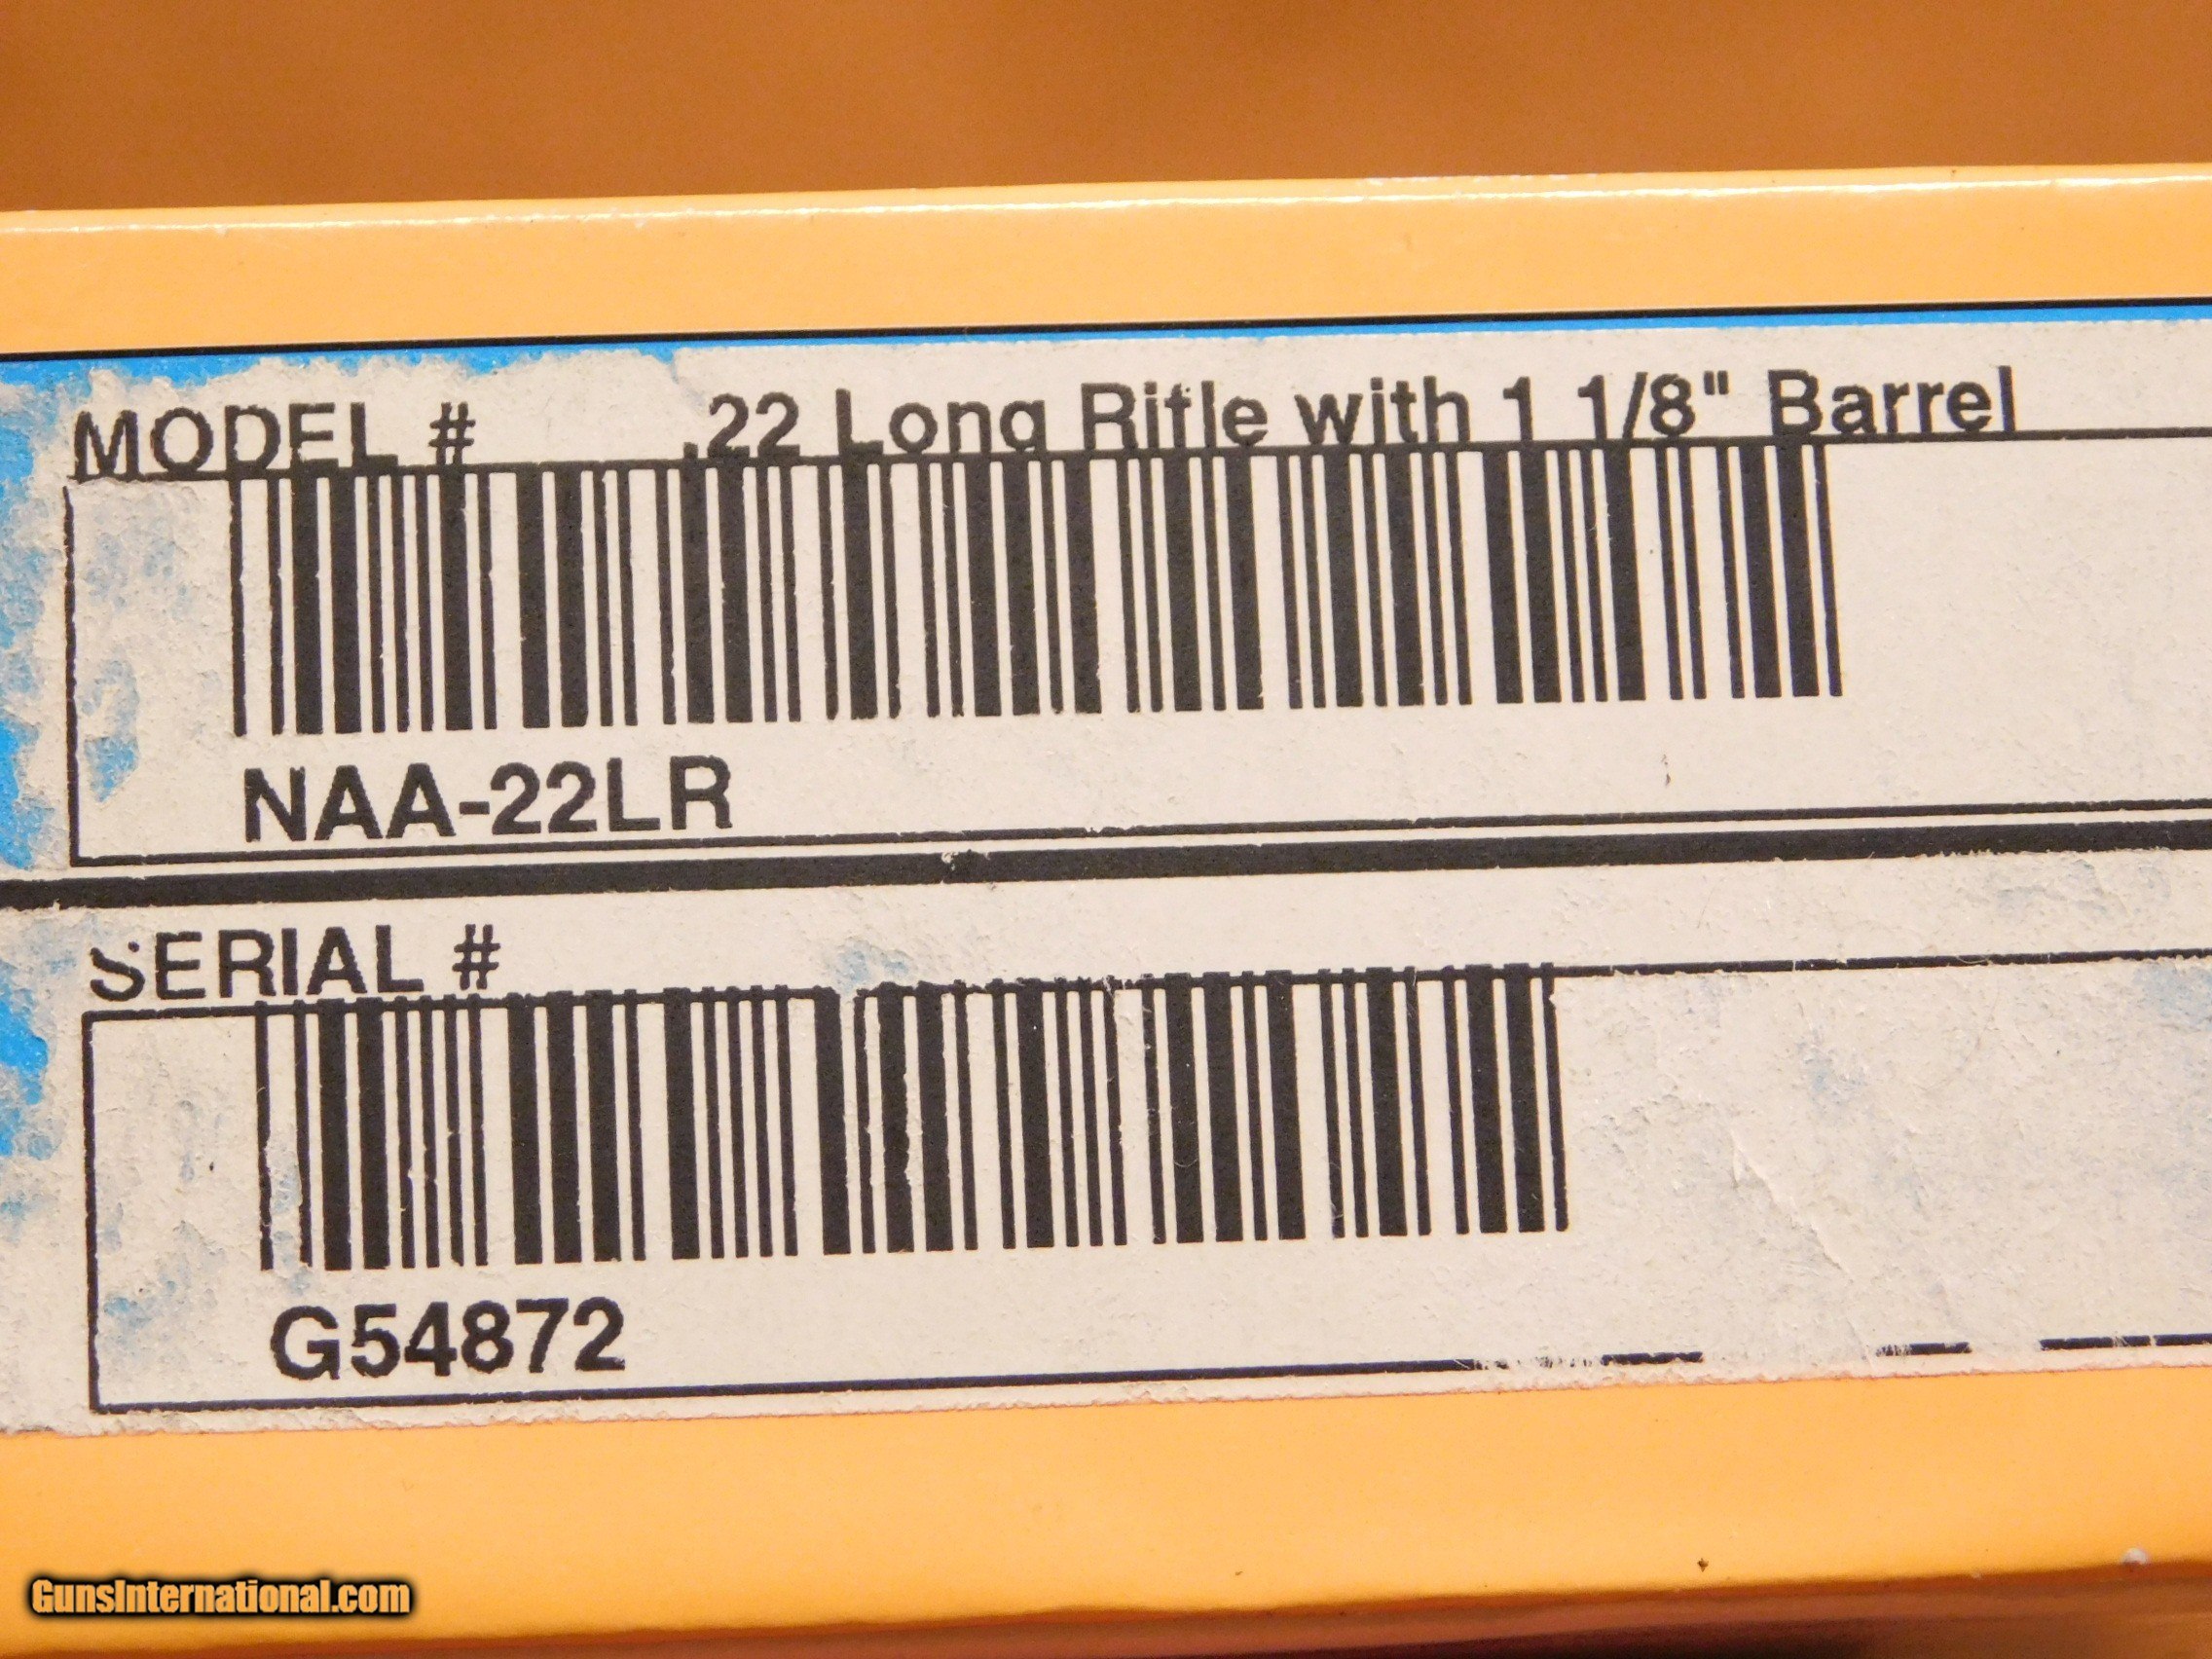 MODEL # .22 Long Rifle with 1 1/8" Barrel
NAA-22LR
SERIAL #
G54872
GunsInternational.com